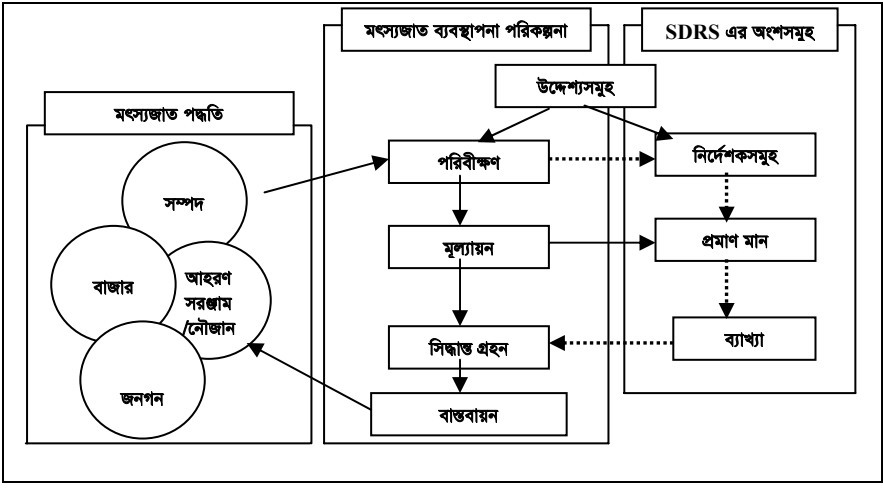 মৎস্যজাত ব্যবস্থাপনা পরিকল্পনা
SDRS এর অংশসমুহ
উদ্দেশ্যসমুহ
মৎস্যজাত পদ্ধতি
পরিবীক্ষণ
নির্দেশকসমুহ
সম্পদ
মূল্যায়ন
প্রমাণ মান
বাজার
আহরণ
সরঞ্জাম
/নৌজান
সিদ্ধান্ত গ্রহন
ব্যাখ্যা
জনগন
বাস্তবায়ন